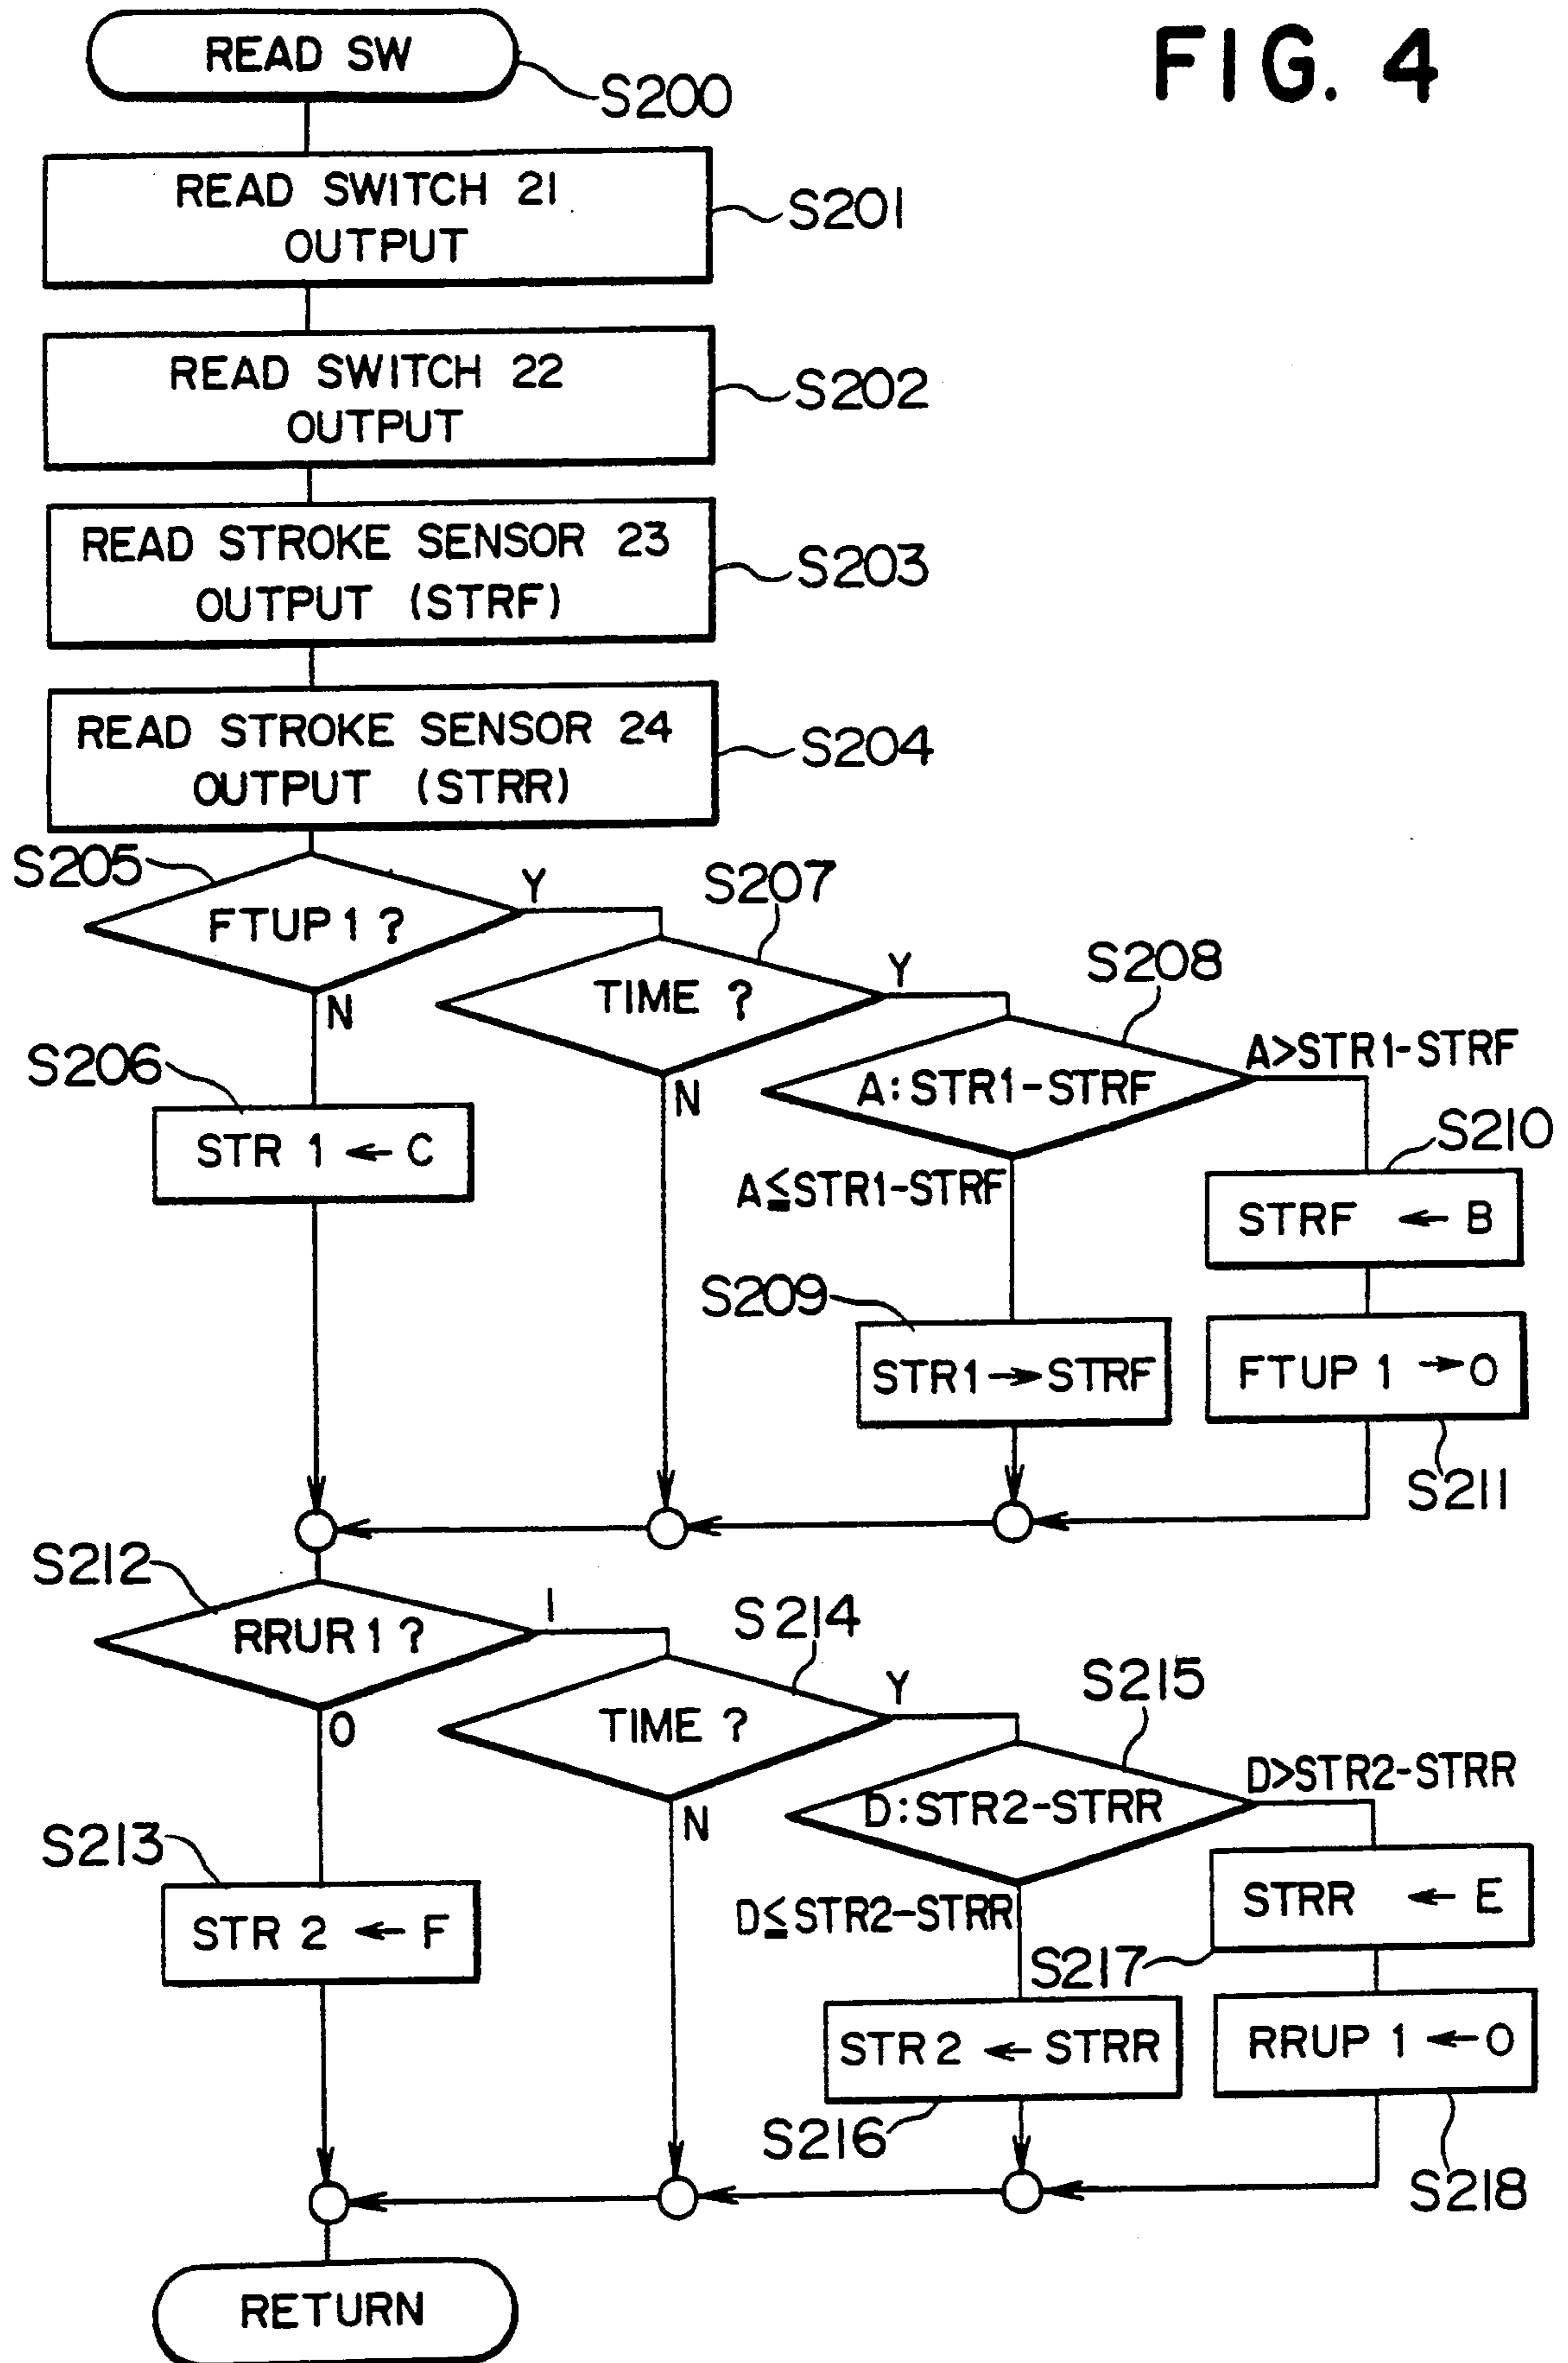 FIG. 4
READ SW
S200
READ SWITCH 21
OUTPUT
S201
READ SWITCH 22
OUTPUT
S202
READ STROKE SENSOR 23
OUTPUT (STRF)
S203
READ STROKE SENSOR 24
OUTPUT (STRR)
S204
S205
FTUP 1 ?
Y
N
S207
TIME ?
Y
N
S208
A:STR1-STRF
A>STR1-STRF
A≦STR1-STRF
S206
STR 1 ← C
S210
STRF ← B
S209
STR1→STRF
FTUP 1 →0
S211
S212
RRUR 1 ?
1
0
S214
TIME ?
Y
N
S215
D:STR2-STRR
D>STR2-STRR
D≦STR2-STRR
S213
STR 2 ← F
S217
STRR ← E
S216
STR 2 ← STRR
RRUP 1 ←0
S218
RETURN